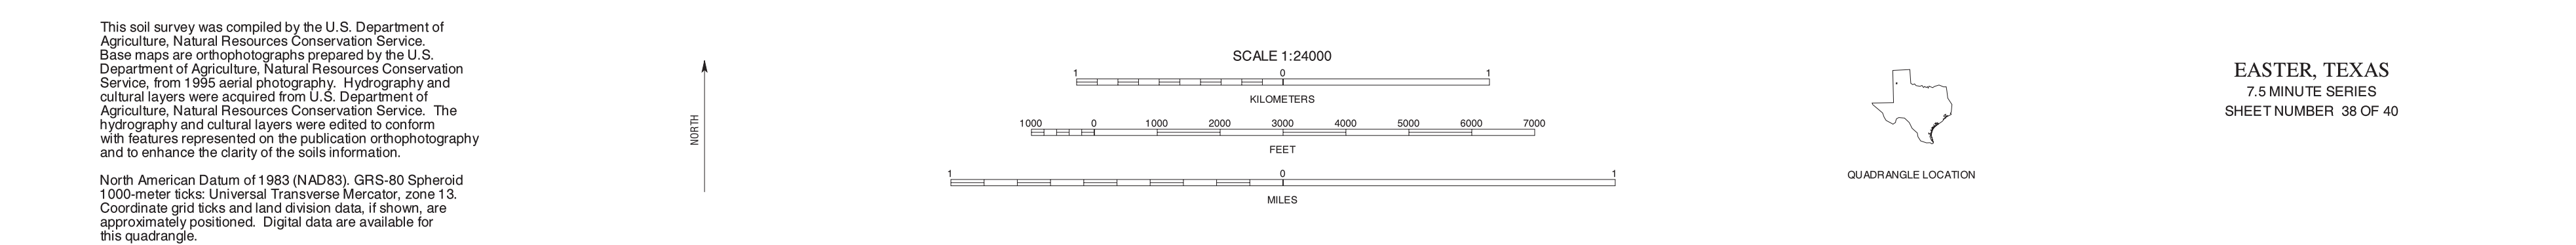 This soil survey was compiled by the U.S. Department of
Agriculture, Natural Resources Conservation Service.
Base maps are orthophotographs prepared by the U.S.
Department of Agriculture, Natural Resources Conservation
Service, from 1995 aerial photography.  Hydrography and
cultural layers were acquired from U.S. Department of
Agriculture, Natural Resources Conservation Service.  The
hydrography and cultural layers were edited to conform
with features represented on the publication orthophotography
and to enhance the clarity of the soils information.
North American Datum of 1983 (NAD83). GRS-80 Spheroid
1000-meter ticks: Universal Transverse Mercator, zone 13.
Coordinate grid ticks and land division data, if shown, are
approximately positioned.  Digital data are available for
this quadrangle.
NORTH
SCALE 1:24000
1 0 1
KILOMETERS
1000 0 1000 2000 3000 4000 5000 6000 7000
FEET
1 0 1
MILES
QUADRANGLE LOCATION
EASTER, TEXAS
7.5 MINUTE SERIES
SHEET NUMBER  38 OF 40